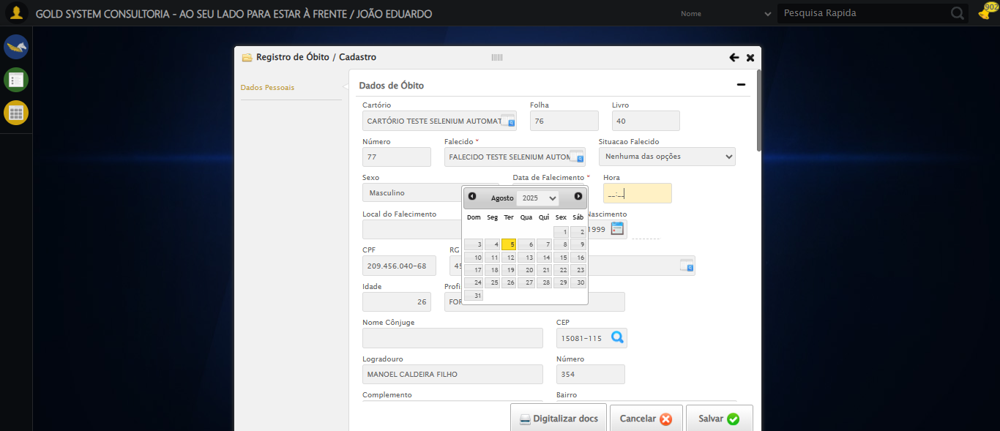 GOLD SYSTEM CONSULTORIA - AO SEU LADO PARA ESTAR À FRENTE / JOÃO EDUARDO
Nome
Pesquisa Rapida
902
Registro de Óbito / Cadastro
Dados Pessoais
Dados de Óbito
Cartório Folha Livro
CARTÓRIO TESTE SELENIUM AUTOMAT 76 40
Número Falecido * Situacao Falecido
77 FALECIDO TESTE SELENIUM AUTOM Nenhuma das opções
Sexo Data de Falecimento * Hora
Masculino __:__
Agosto 2025
Local do Falecimento Nascimento
Dom Seg Ter Qua Qui Sex Sáb
1999
1 2
3 4 5 6 7 8 9
CPF RG
10 11 12 13 14 15 16
209.456.040-68 45
17 18 19 20 21 22 23
24 25 26 27 28 29 30
Idade Profi
31
26 FOR
Nome Cônjuge CEP
15081-115
Logradouro Número
MANOEL CALDEIRA FILHO 354
Complemento Bairro
Digitalizar docs Cancelar Salvar